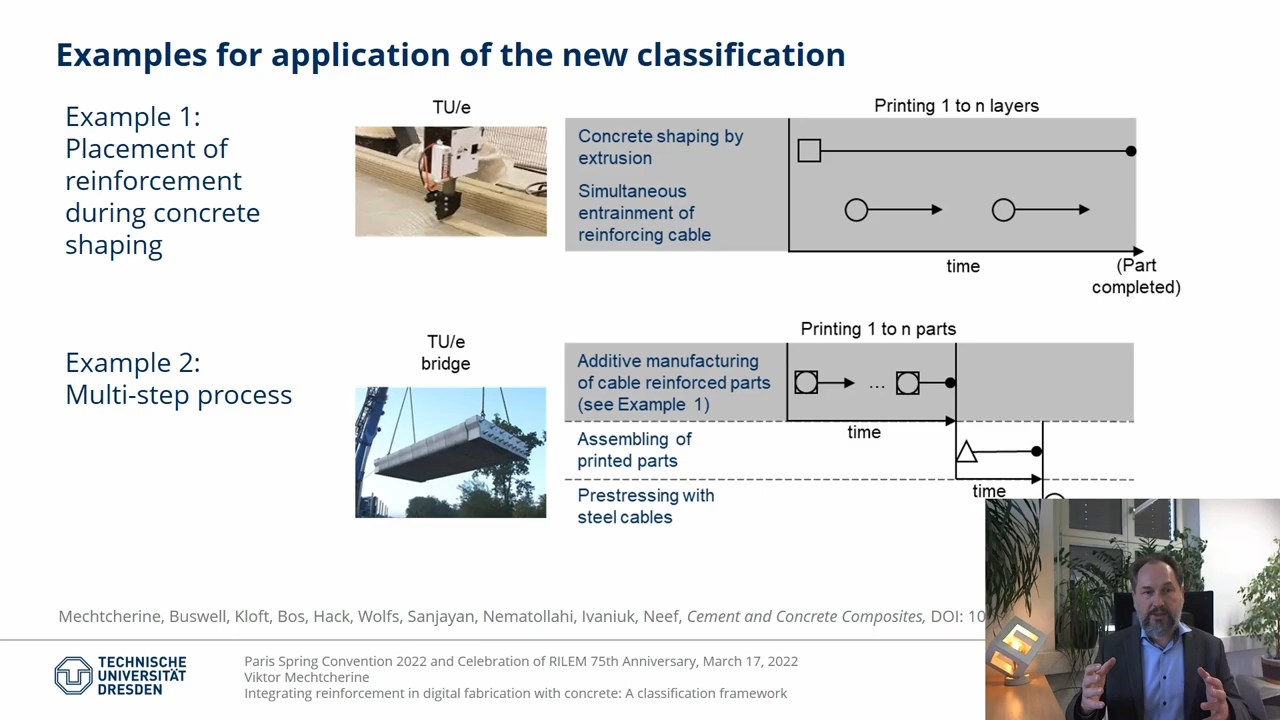 Examples for application of the new classification
Example 1:
Placement of
reinforcement
during concrete
shaping
TU/e
Printing 1 to n layers
Concrete shaping by
extrusion
Simultaneous
entrainment of
reinforcing cable
time
(Part
completed)
Example 2:
Multi-step process
TU/e
bridge
Printing 1 to n parts
Additive manufacturing
of cable reinforced parts
(see Example 1)
...
time
Assembling of
printed parts
time
Prestressing with
steel cables
Mechtcherine, Buswell, Kloft, Bos, Hack, Wolfs, Sanjayan, Nematollahi, Ivaniuk, Neef, Cement and Concrete Composites, DOI: 10
TECHNISCHE
UNIVERSITÄT
DRESDEN
Paris Spring Convention 2022 and Celebration of RILEM 75th Anniversary, March 17, 2022
Viktor Mechtcherine
Integrating reinforcement in digital fabrication with concrete: A classification framework